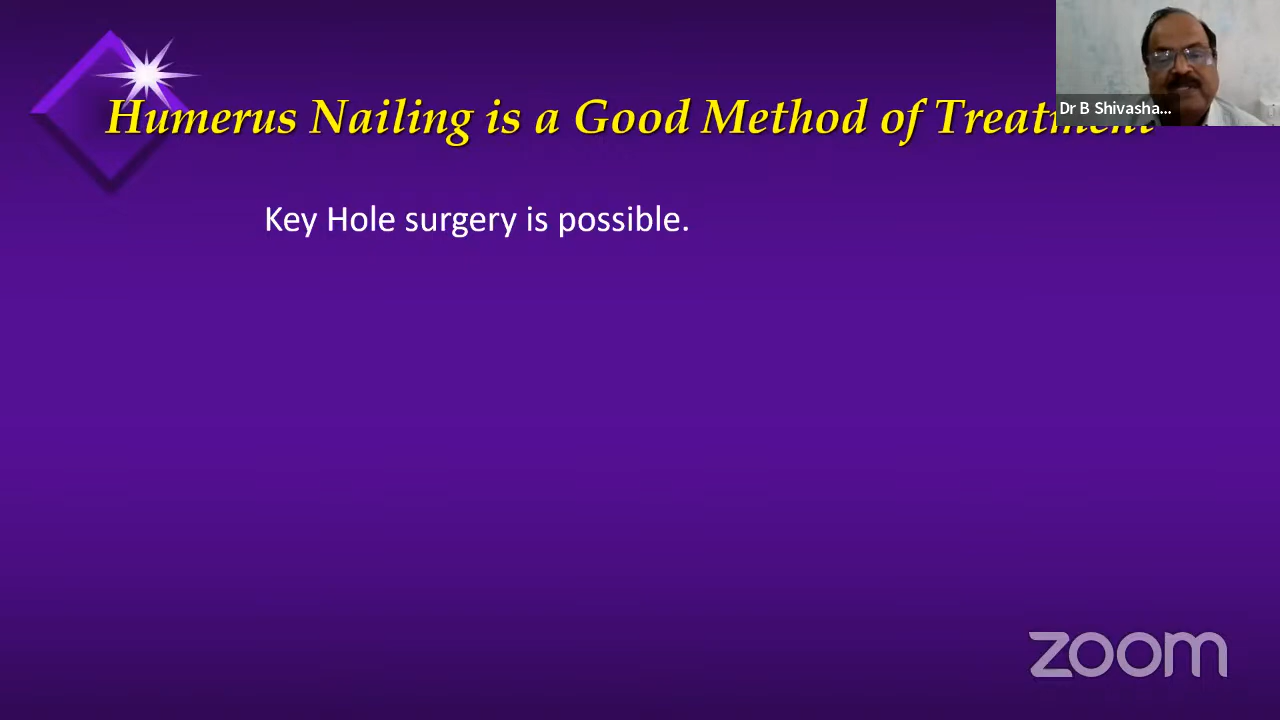 Dr B Shivasha...
Humerus Nailing is a Good Method of Treatment
Key Hole surgery is possible.
zoom